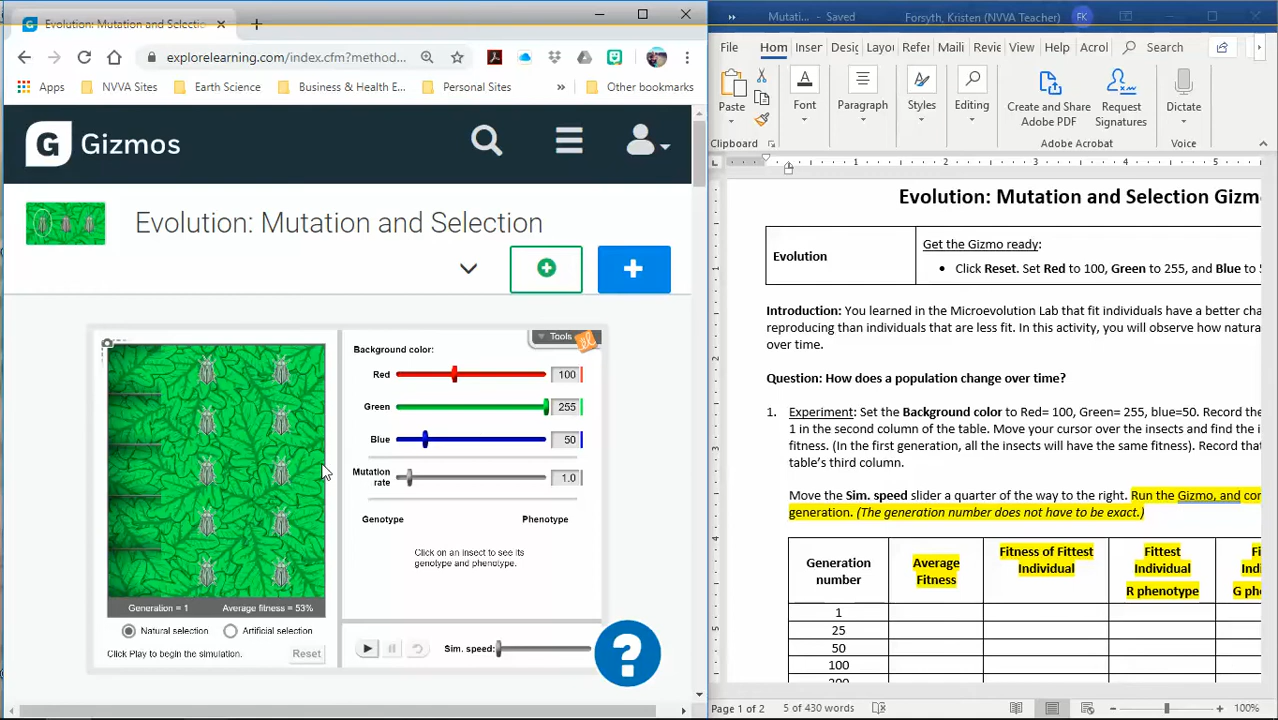 Evolution: Mutation and Selectio
explorelearning.com/index.cfm?method...
Apps
NVVA Sites
Earth Science
Business & Health E...
Personal Sites
»
Other bookmarks
G Gizmos
Evolution: Mutation and Selection
Background color:
Tools
Red 100
Green 255
Blue 50
Mutation
rate 1.0
Genotype Phenotype
Click on an insect to see its
genotype and phenotype.
Generation = 1 Average fitness = 53%
Natural selection Artificial selection
Click Play to begin the simulation. Reset
Sim. speed:
?
» Mutati... - Saved Forsyth, Kristen (NVVA Teacher) FK
File Hom Inser Desig Layou Refer Maili Revie View Help Acrol Search
Paste
Font
Paragraph
Styles
Editing
Create and Share
Adobe PDF
Request
Signatures
Dictate
Clipboard Adobe Acrobat Voice
1 2 3 4 5
Evolution: Mutation and Selection Gizm
Evolution
Get the Gizmo ready:
• Click Reset. Set Red to 100, Green to 255, and Blue to 5
Introduction: You learned in the Microevolution Lab that fit individuals have a better cha
reproducing than individuals that are less fit. In this activity, you will observe how natura
over time.
Question: How does a population change over time?
1. Experiment: Set the Background color to Red= 100, Green= 255, blue=50. Record the
1 in the second column of the table. Move your cursor over the insects and find the i
fitness. (In the first generation, all the insects will have the same fitness). Record that
table's third column.
Move the Sim. speed slider a quarter of the way to the right. Run the Gizmo, and cor
generation. (The generation number does not have to be exact.)
Generation
number
Average
Fitness
Fitness of Fittest
Individual
Fittest
Individual
R phenotype
Fi
Indi
G phe
1
25
50
100
200
Page 1 of 2 5 of 430 words 100%